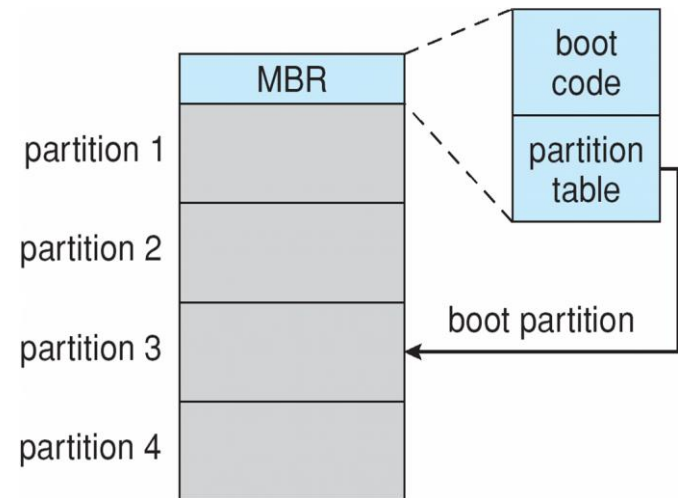 MBR
boot
code
partition
table
partition 1
partition 2
boot partition
partition 3
partition 4